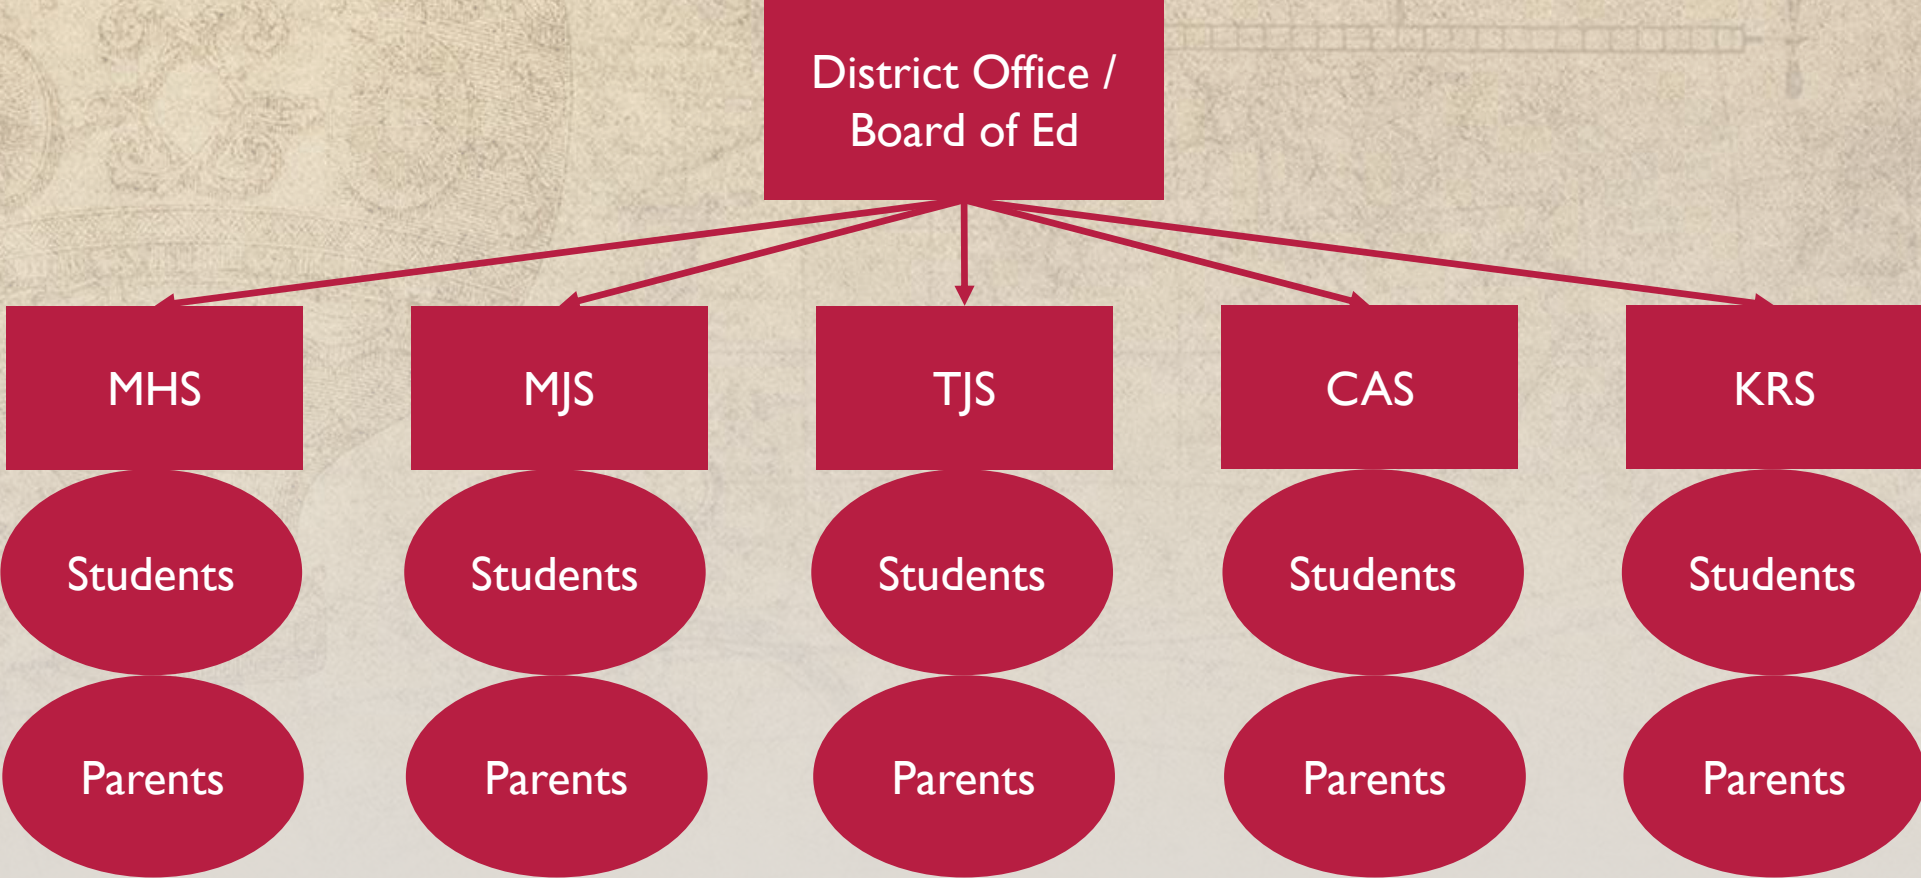 District Office /
Board of Ed
MHS
MJS
TJS
CAS
KRS
Students
Students
Students
Students
Students
Parents
Parents
Parents
Parents
Parents